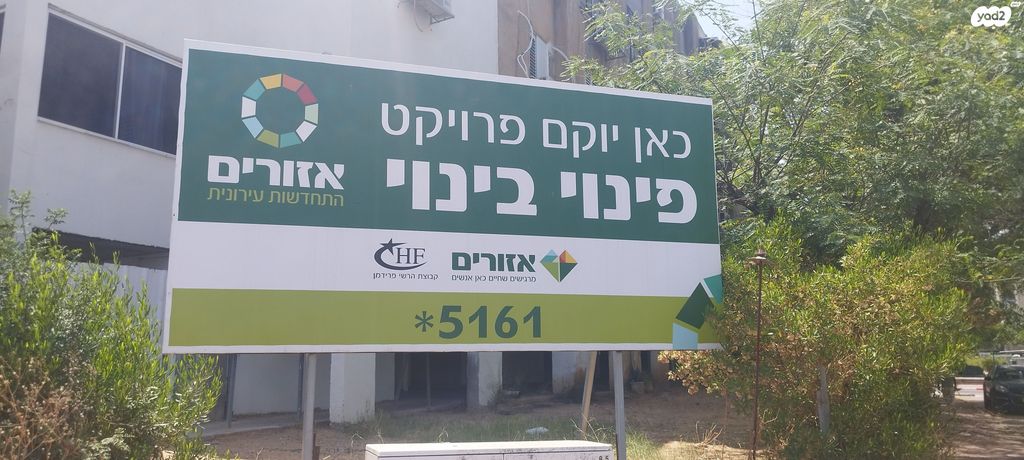 yad2
כאן יוקם פרויקט
פינוי בינוי
אזורים
התחדשות עירונית
אזורים
מרגישים שחיים כאן אנשים
HF
קבוצת הרשי פרידמן
*5161